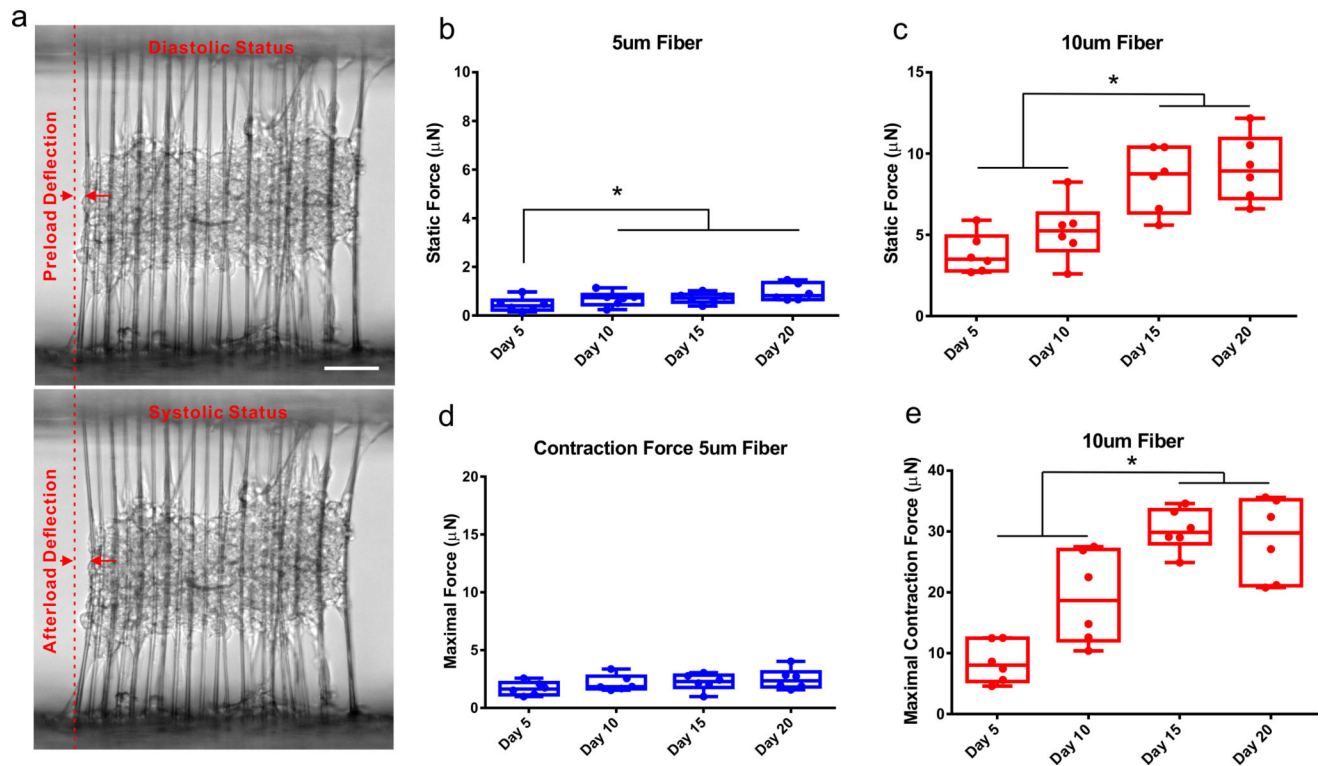 a
Diastolic Status
Preload Deflection
Systolic Status
Afterload Deflection
b
5um Fiber
Static Force (μN)
10
8
6
4
2
0
*
Day 5
Day 10
Day 15
Day 20
c
10um Fiber
Static Force (μN)
15
10
5
0
*
Day 5
Day 10
Day 15
Day 20
d
Contraction Force 5um Fiber
Maximal Force (μN)
20
15
10
5
0
Day 5
Day 10
Day 15
Day 20
e
10um Fiber
Maximal Contraction Force (μN)
40
30
20
10
0
*
Day 5
Day 10
Day 15
Day 20